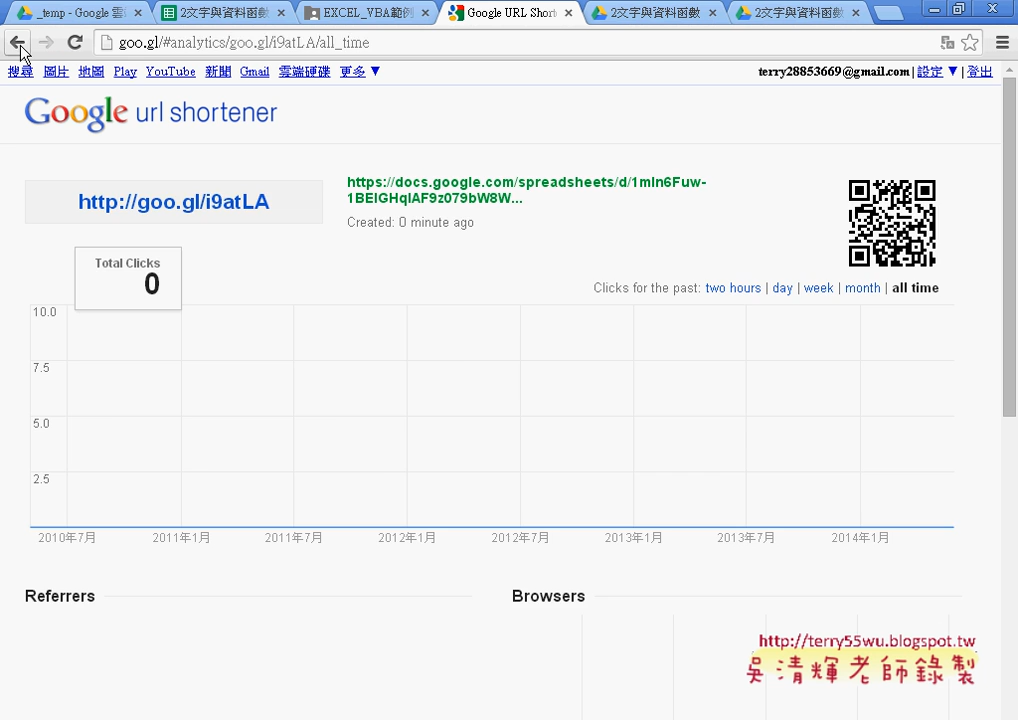 _temp - Google 雲
2文字與資料函數
EXCEL_VBA範例
Google URL Short
2文字與資料函數
2文字與資料函數
goo.gl/#analytics/goo.gl/i9atLA/all_time
搜尋 圖片 地圖 Play YouTube 新聞 Gmail 雲端硬碟 更多 ▼
terry28853669@gmail.com | 設定 ▼ | 登出
Google url shortener
http://goo.gl/i9atLA
https://docs.google.com/spreadsheets/d/1mIn6Fuw-
1BEIGHqIAF9z079bW8W...
Created: 0 minute ago
Total Clicks
0
Clicks for the past: two hours | day | week | month | all time
10.0
7.5
5.0
2.5
2010年7月 2011年1月 2011年7月 2012年1月 2012年7月 2013年1月 2013年7月 2014年1月
Referrers
Browsers
http://terry55wu.blogspot.tw
吳清輝老師錄製